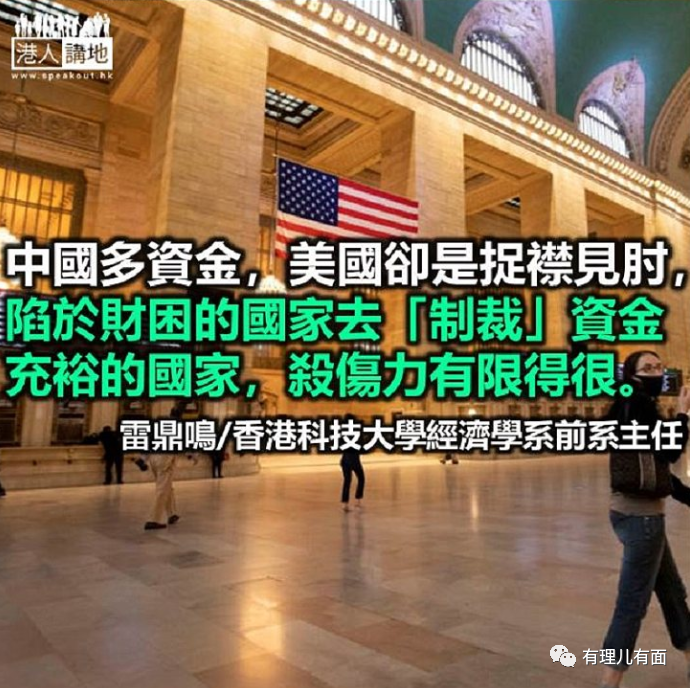 港人講地
www.speakout.hk
中國多資金，美國卻是捉襟見肘，
陷於財困的國家去「制裁」資金
充裕的國家，殺傷力有限得很。
雷鼎鳴/香港科技大學經濟學系前系主任
有理儿有面